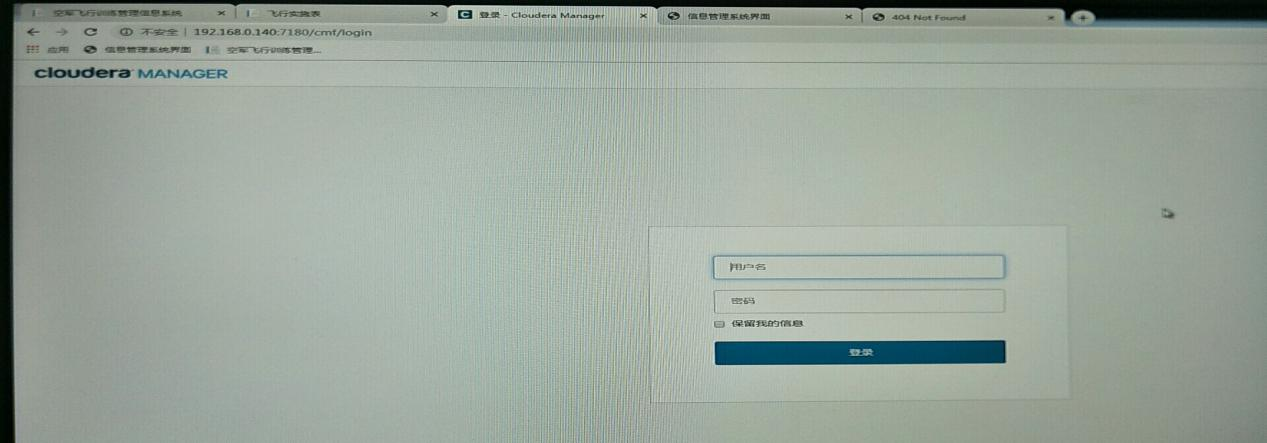 空军飞行训练管理信息系统 × 飞行实施表 × 登录 - Cloudera Manager × 信息管理系统界面 × 404 Not Found × +
不安全 | 192.168.0.140:7180/cmf/login
应用 信息管理系统界面 空军飞行训练管理...
cloudera MANAGER
用户名
密码
保留我的信息
登录